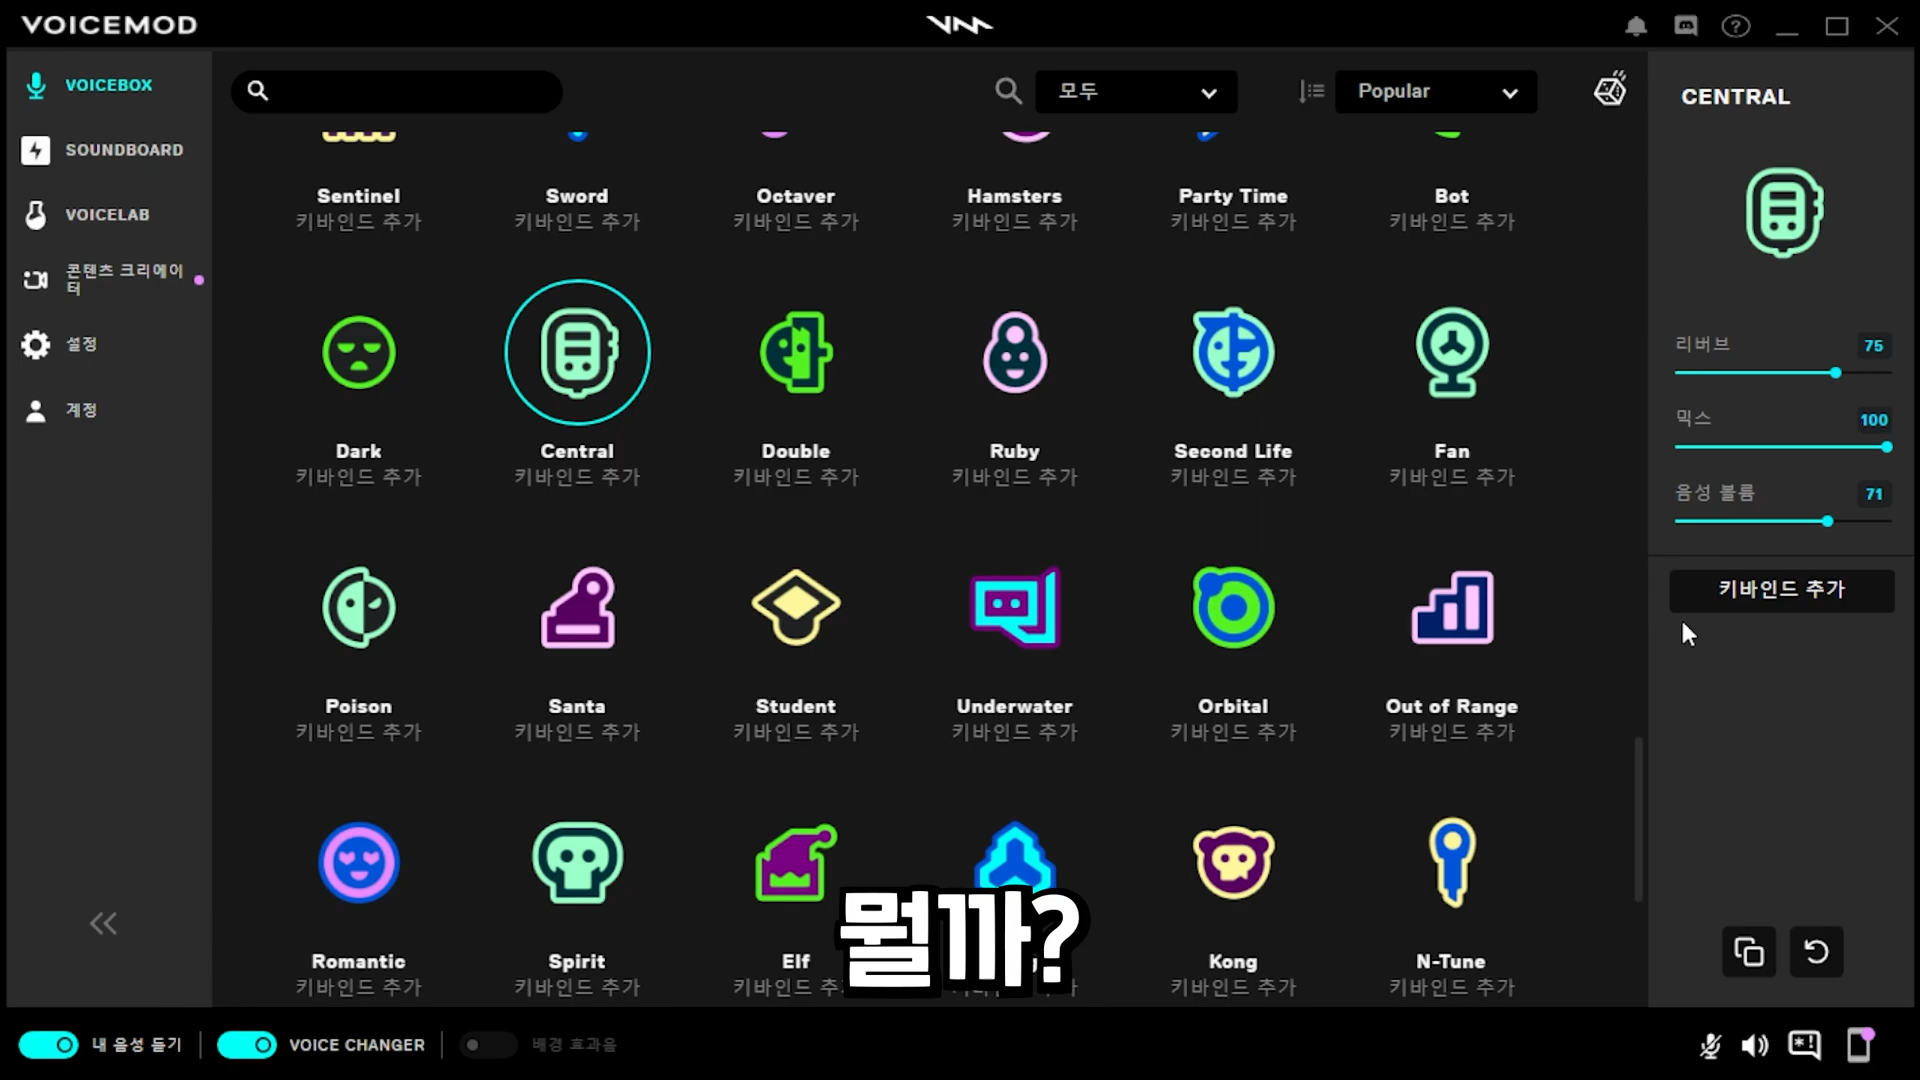 VOICEMOD
VOICEBOX
SOUNDBOARD
VOICELAB
콘텐츠 크리에이
터
설정
계정
모두
Popular
Sentinel Sword Octaver Hamsters Party Time Bot
키바인드 추가 키바인드 추가 키바인드 추가 키바인드 추가 키바인드 추가 키바인드 추가
Dark Central Double Ruby Second Life Fan
키바인드 추가 키바인드 추가 키바인드 추가 키바인드 추가 키바인드 추가 키바인드 추가
Poison Santa Student Underwater Orbital Out of Range
키바인드 추가 키바인드 추가 키바인드 추가 키바인드 추가 키바인드 추가 키바인드 추가
Romantic Spirit Elf Kong N-Tune
키바인드 추가 키바인드 추가 키바인드 키바인드 추가 키바인드 추가
뭘까?
CENTRAL
리버브 75
믹스 100
음성 볼륨 71
키바인드 추가
내 음성 듣기
VOICE CHANGER
배경 효과음